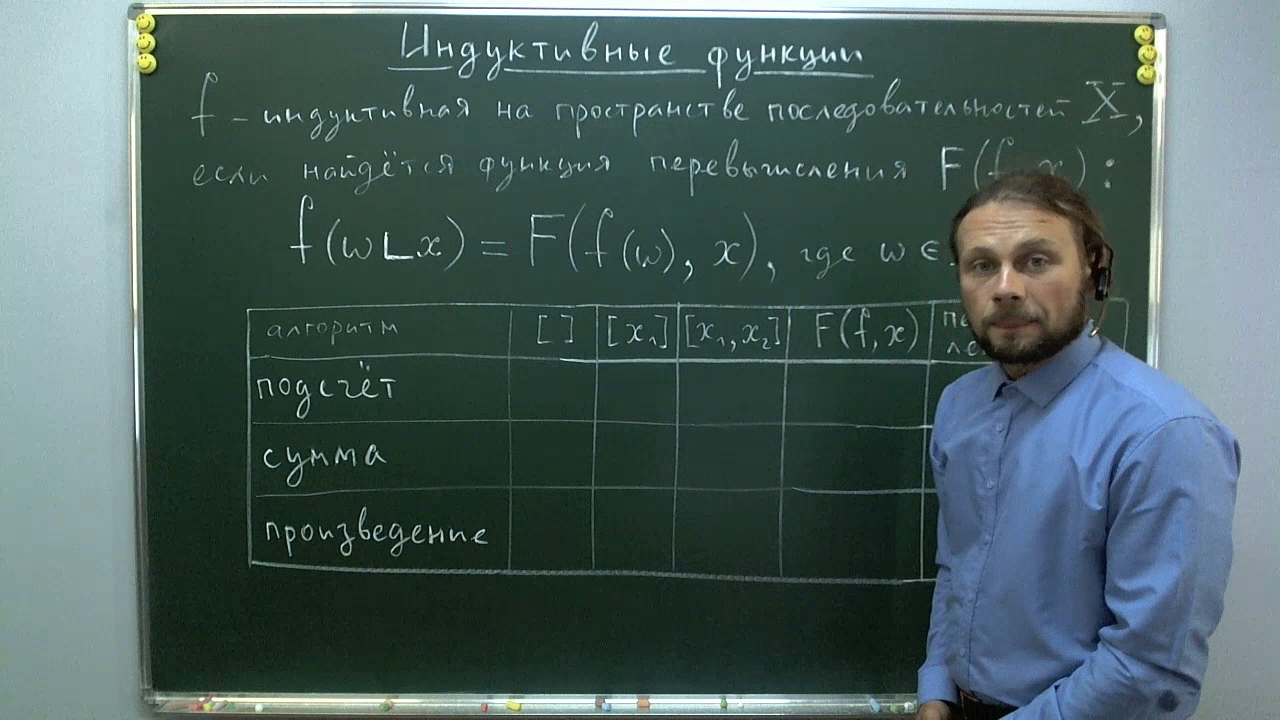 Индуктивные функции
f – индуктивная на пространстве последовательностей X,
если найдётся функция перевычисления F(f, x):
f(w∟x) = F(f(w), x), где w ∈
алгоритм [ ] [x₁] [x₁, x₂] F(f, x)
подсчёт
сумма
произведение